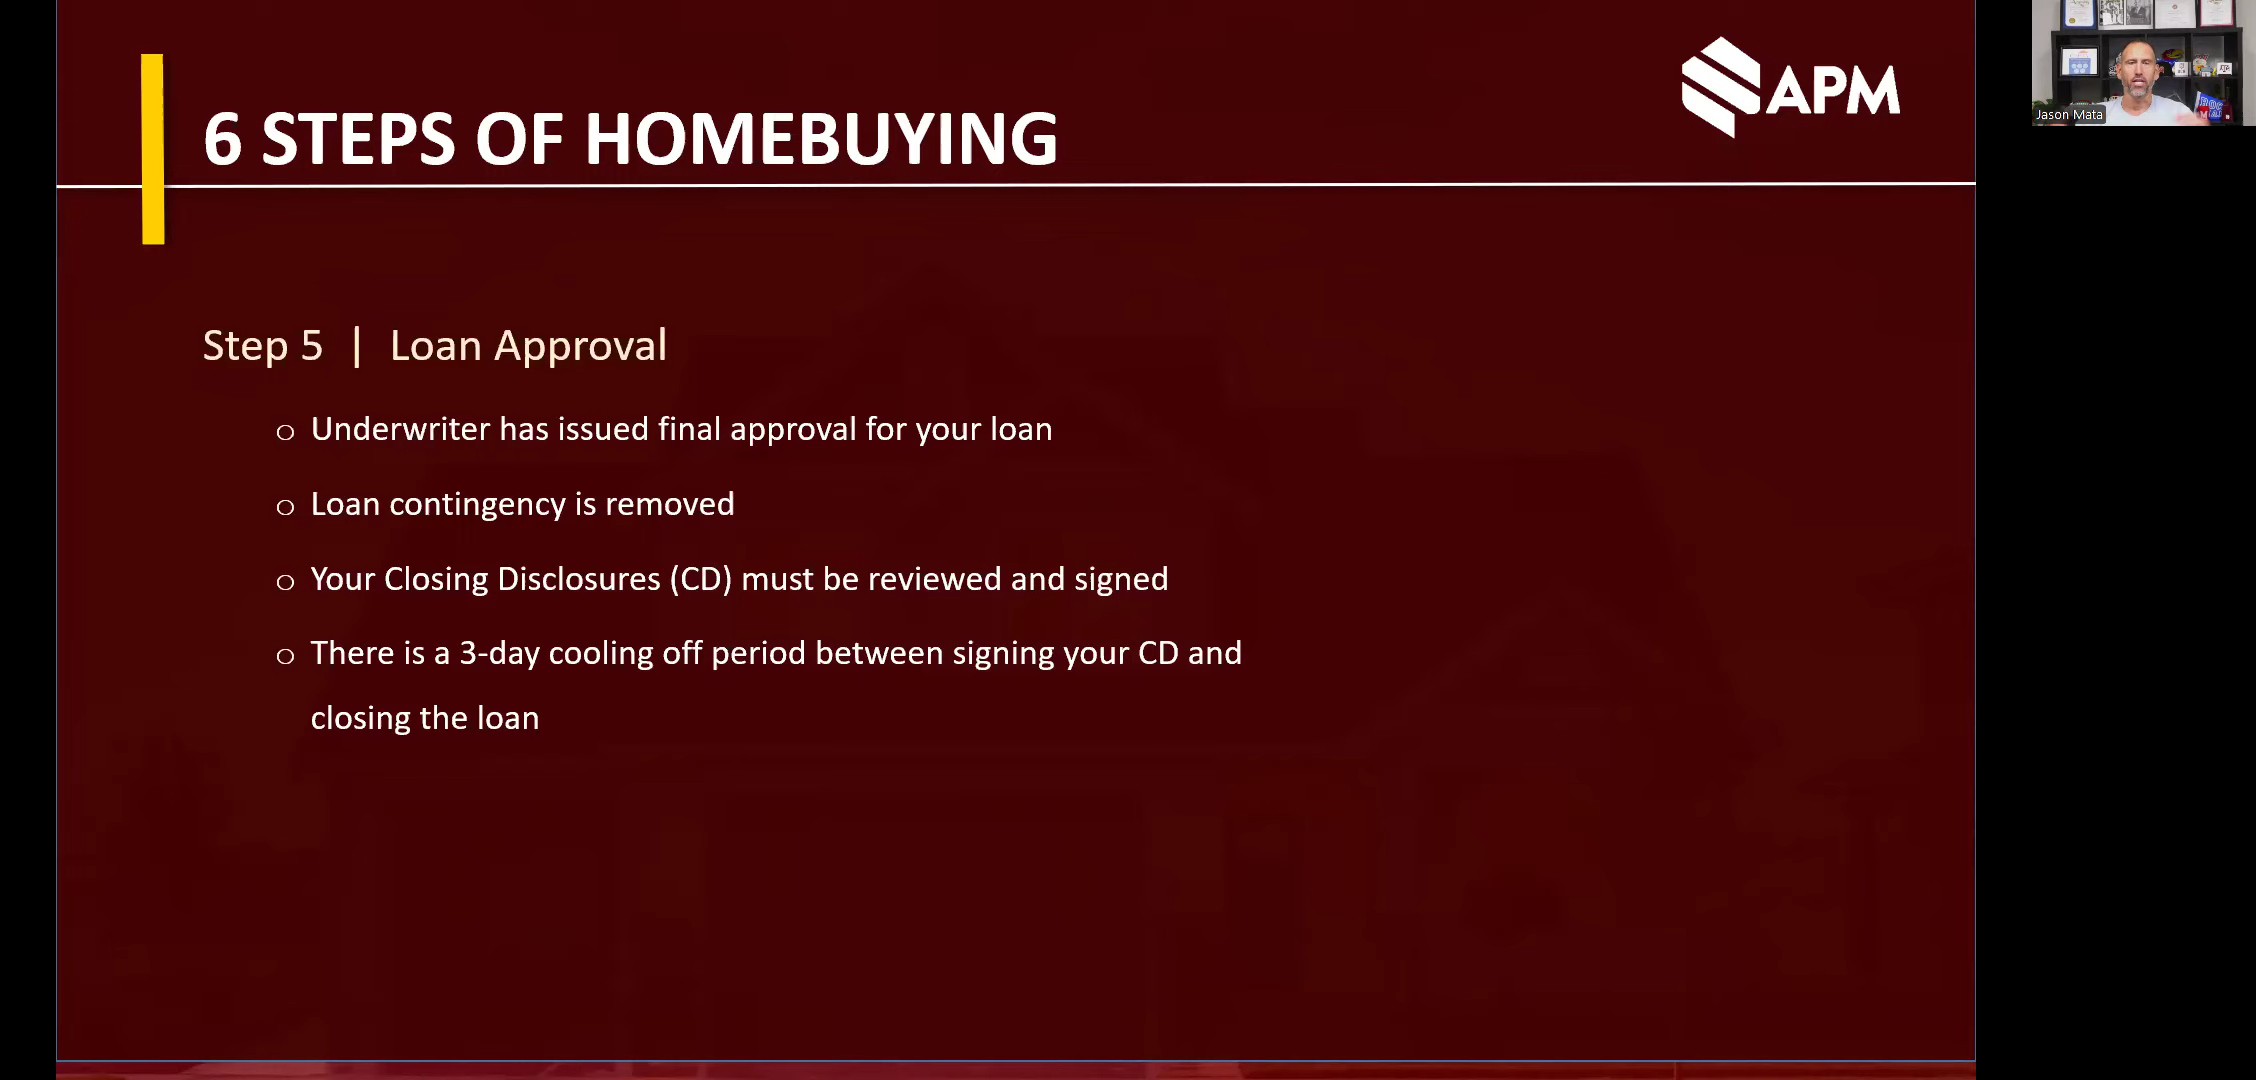 6 STEPS OF HOMEBUYING
APM
Jason Mata
Step 5 | Loan Approval
o Underwriter has issued final approval for your loan
o Loan contingency is removed
o Your Closing Disclosures (CD) must be reviewed and signed
o There is a 3-day cooling off period between signing your CD and
closing the loan